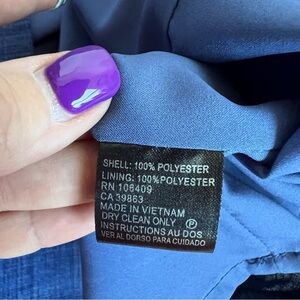 SHELL: 100% POLYESTER
LINING: 100%POLYESTER
RN 106409
CA 39863
MADE IN VIETNAM
DRY CLEAN ONLY Ⓟ
INSTRUCTIONS AU DOS
VER AL DORSO PARA CUIDADO